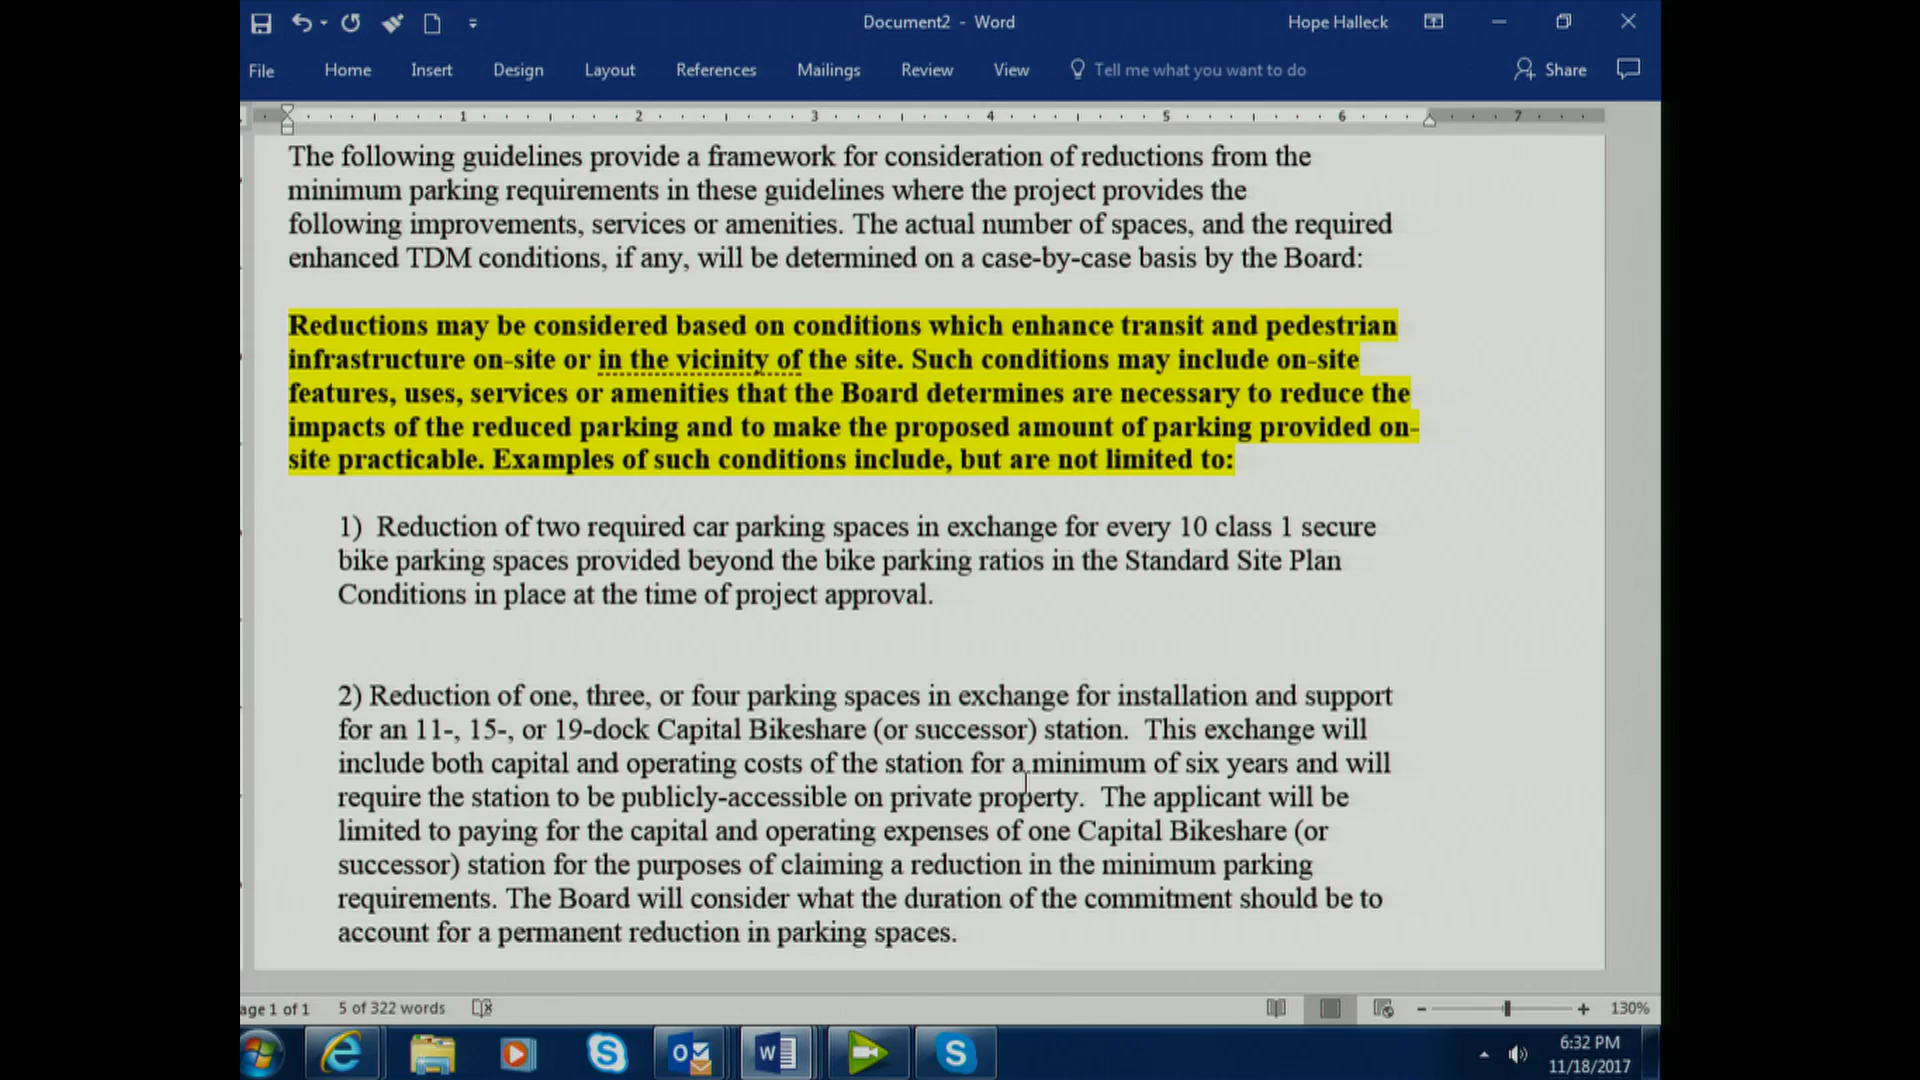 Document2 - Word
Hope Halleck
File Home Insert Design Layout References Mailings Review View Tell me what you want to do Share
1 2 3 4 5 6 7
The following guidelines provide a framework for consideration of reductions from the
minimum parking requirements in these guidelines where the project provides the
following improvements, services or amenities. The actual number of spaces, and the required
enhanced TDM conditions, if any, will be determined on a case-by-case basis by the Board:
Reductions may be considered based on conditions which enhance transit and pedestrian
infrastructure on-site or in the vicinity of the site. Such conditions may include on-site
features, uses, services or amenities that the Board determines are necessary to reduce the
impacts of the reduced parking and to make the proposed amount of parking provided on-
site practicable. Examples of such conditions include, but are not limited to:
1)  Reduction of two required car parking spaces in exchange for every 10 class 1 secure
bike parking spaces provided beyond the bike parking ratios in the Standard Site Plan
Conditions in place at the time of project approval.
2) Reduction of one, three, or four parking spaces in exchange for installation and support
for an 11-, 15-, or 19-dock Capital Bikeshare (or successor) station.  This exchange will
include both capital and operating costs of the station for a minimum of six years and will
require the station to be publicly-accessible on private property.  The applicant will be
limited to paying for the capital and operating expenses of one Capital Bikeshare (or
successor) station for the purposes of claiming a reduction in the minimum parking
requirements. The Board will consider what the duration of the commitment should be to
account for a permanent reduction in parking spaces.
age 1 of 1 5 of 322 words 130%
6:32 PM
11/18/2017